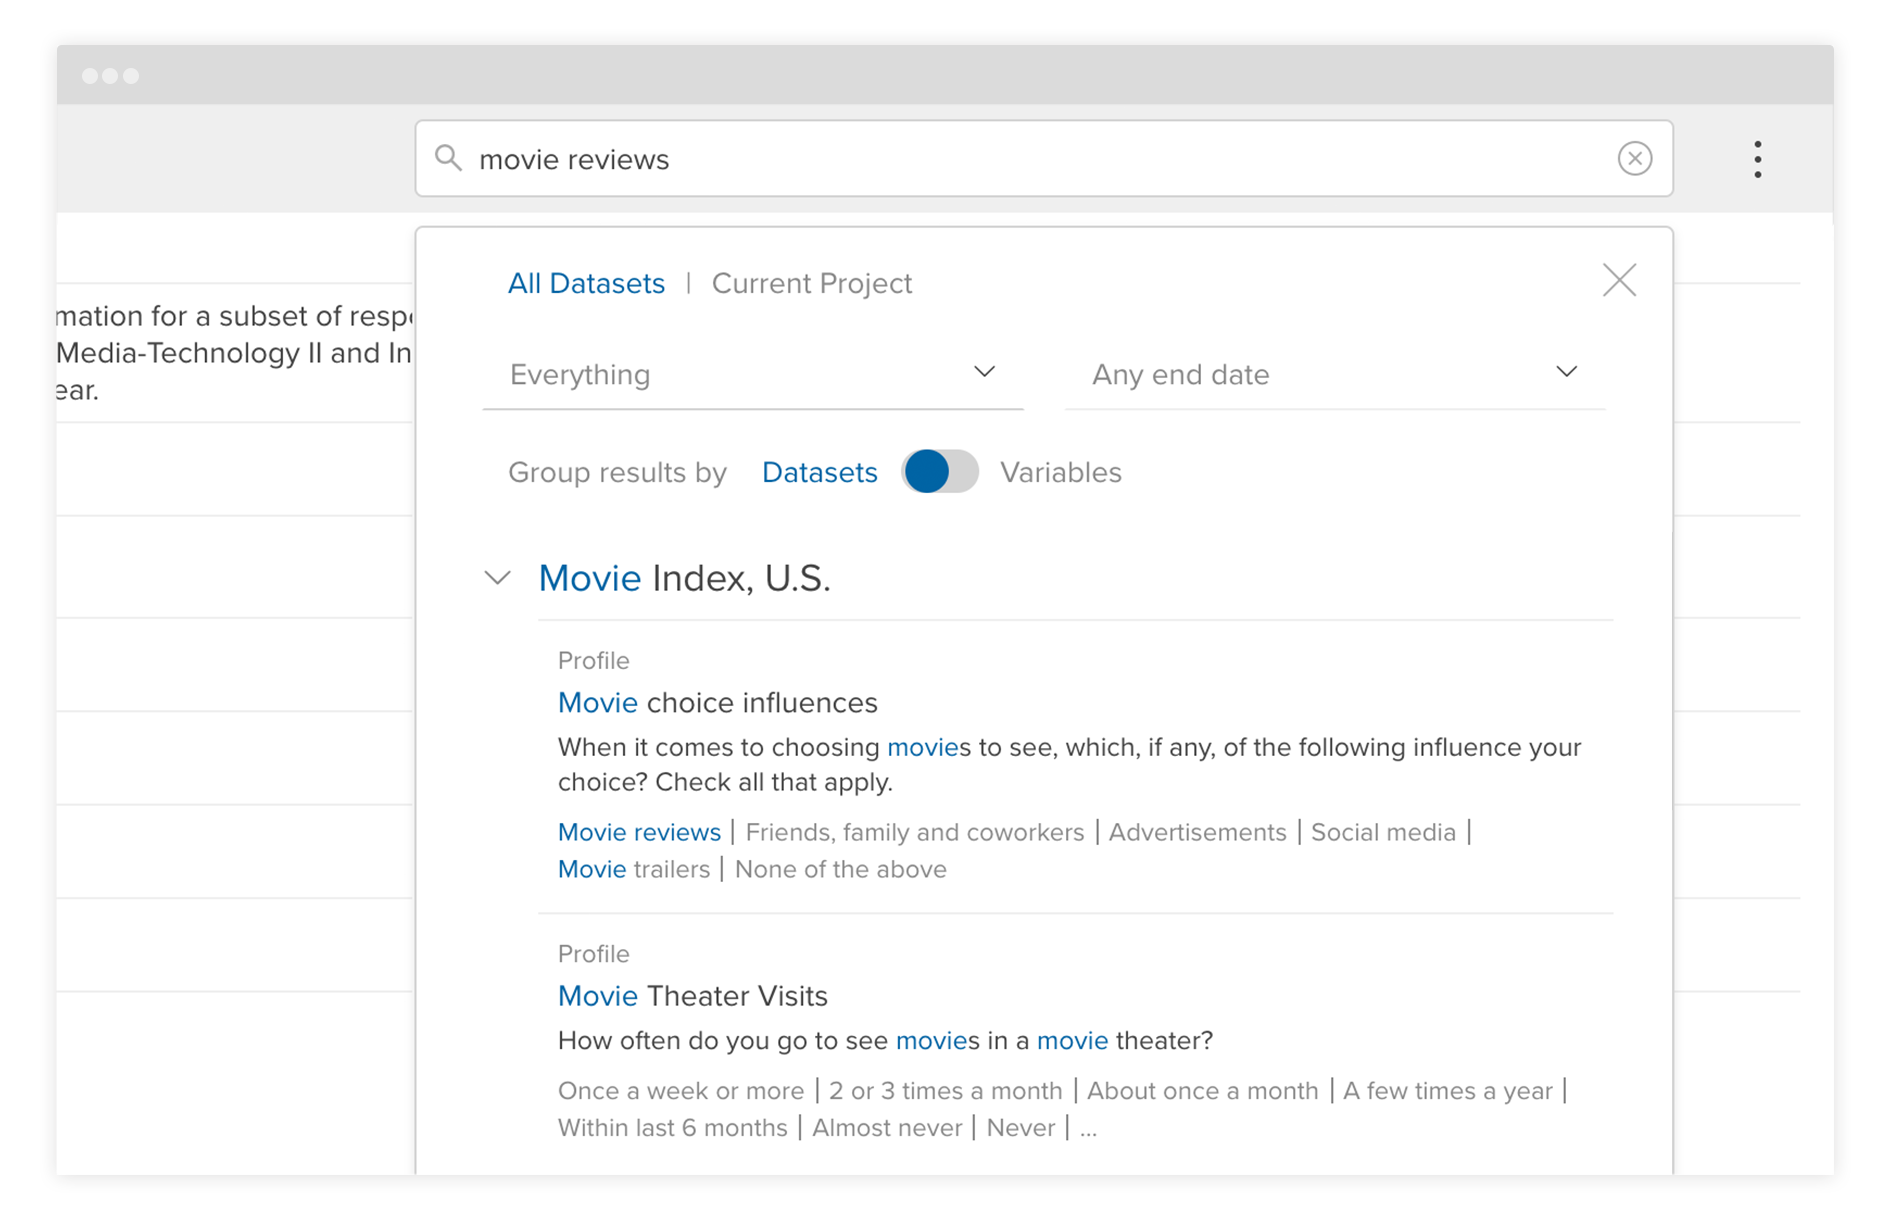 movie reviews
All Datasets | Current Project
mation for a subset of resp
Media-Technology II and In
ear.
Everything
Any end date
Group results by Datasets Variables
Movie Index, U.S.
Profile
Movie choice influences
When it comes to choosing movies to see, which, if any, of the following influence your
choice? Check all that apply.
Movie reviews | Friends, family and coworkers | Advertisements | Social media |
Movie trailers | None of the above
Profile
Movie Theater Visits
How often do you go to see movies in a movie theater?
Once a week or more | 2 or 3 times a month | About once a month | A few times a year |
Within last 6 months | Almost never | Never | ...